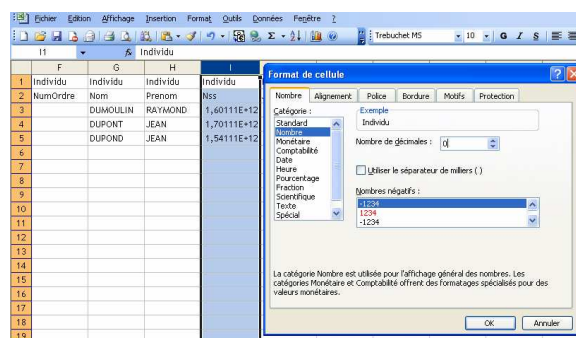 Fichier Edition Affichage Insertion Format Outils Données Fenêtre ?
Trebuchet MS 10 G I S
I1 fx Individu
F G H I
1 Individu Individu Individu Individu
2 NumOrdre Nom Prenom Nss
3 DUMOULIN RAYMOND 1,60111E+12
4 DUPONT JEAN 1,70111E+12
5 DUPOND JEAN 1,54111E+12
6
7
8
9
10
11
12
13
14
15
16
17
18
19
Format de cellule
Nombre Alignement Police Bordure Motifs Protection
Catégorie :
Standard
Nombre
Monétaire
Comptabilité
Date
Heure
Pourcentage
Fraction
Scientifique
Texte
Spécial
Exemple
Individu
Nombre de décimales : 0
Utiliser le séparateur de milliers ( )
Nombres négatifs :
-1234
1234
-1234
La catégorie Nombre est utilisée pour l'affichage général des nombres. Les
catégories Monétaire et Comptabilité offrent des formatages spécialisés pour des
valeurs monétaires.
OK Annuler